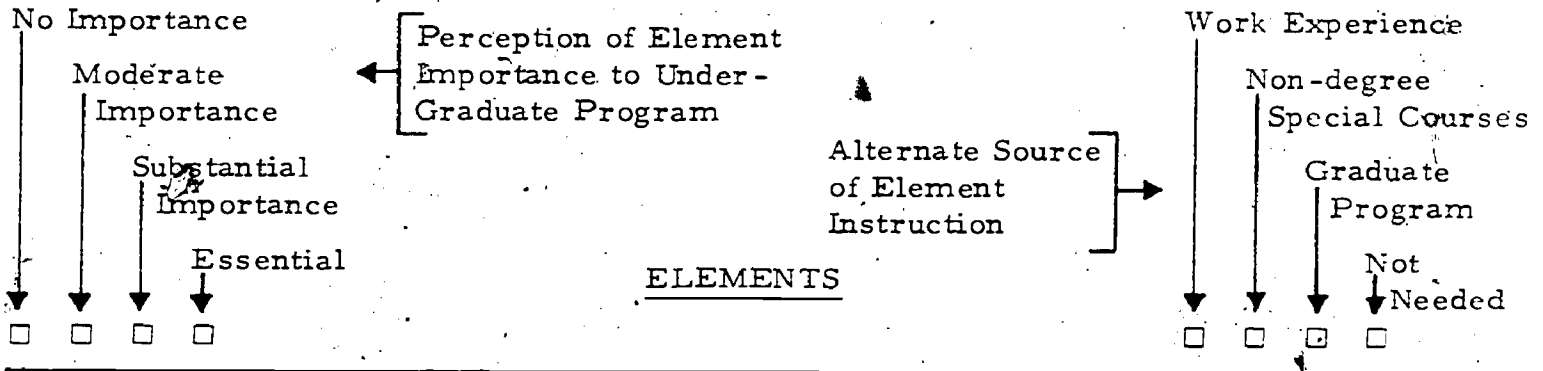 No Importance
Moderate
Importance
Substantial
Importance
Essential
Perception of Element
Importance to Under-
Graduate Program
ELEMENTS
Alternate Source
of Element
Instruction
Work Experience
Non-degree
Special Courses
Graduate
Program
Not
Needed